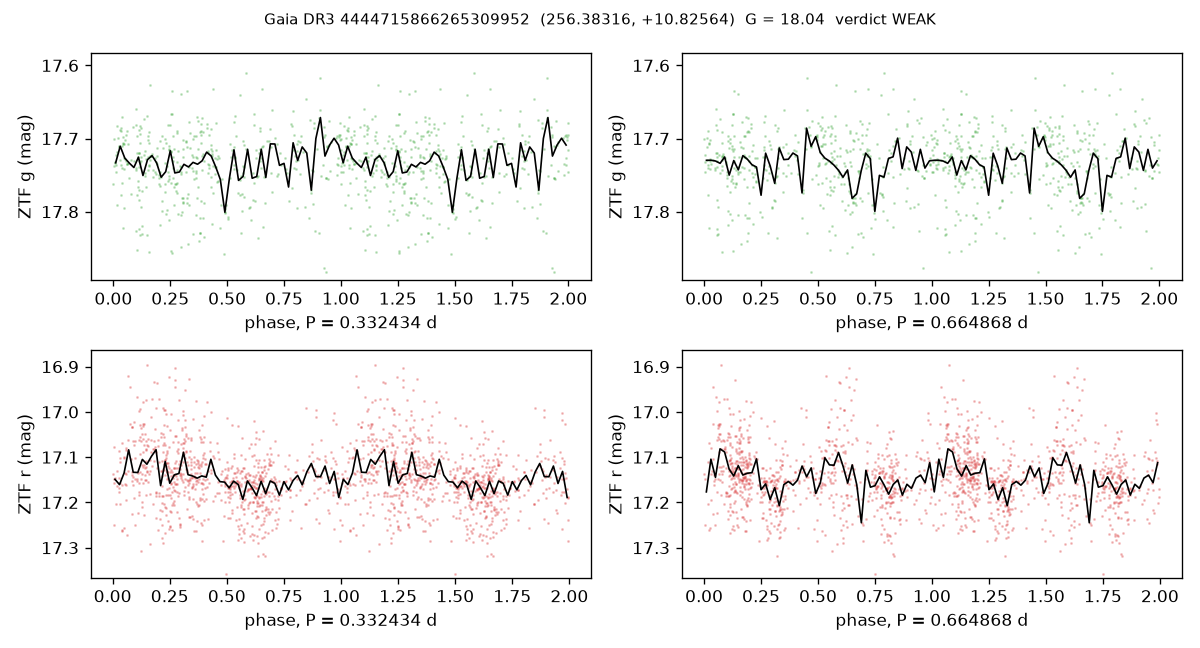 Gaia DR3 4444715866265309952 (256.38316, +10.82564) G = 18.04 verdict WEAK
ZTF g (mag)
17.6
17.7
17.8
0.00 0.25 0.50 0.75 1.00 1.25 1.50 1.75 2.00
phase, P = 0.332434 d
ZTF g (mag)
17.6
17.7
17.8
0.00 0.25 0.50 0.75 1.00 1.25 1.50 1.75 2.00
phase, P = 0.664868 d
ZTF r (mag)
16.9
17.0
17.1
17.2
17.3
0.00 0.25 0.50 0.75 1.00 1.25 1.50 1.75 2.00
phase, P = 0.332434 d
ZTF r (mag)
16.9
17.0
17.1
17.2
17.3
0.00 0.25 0.50 0.75 1.00 1.25 1.50 1.75 2.00
phase, P = 0.664868 d